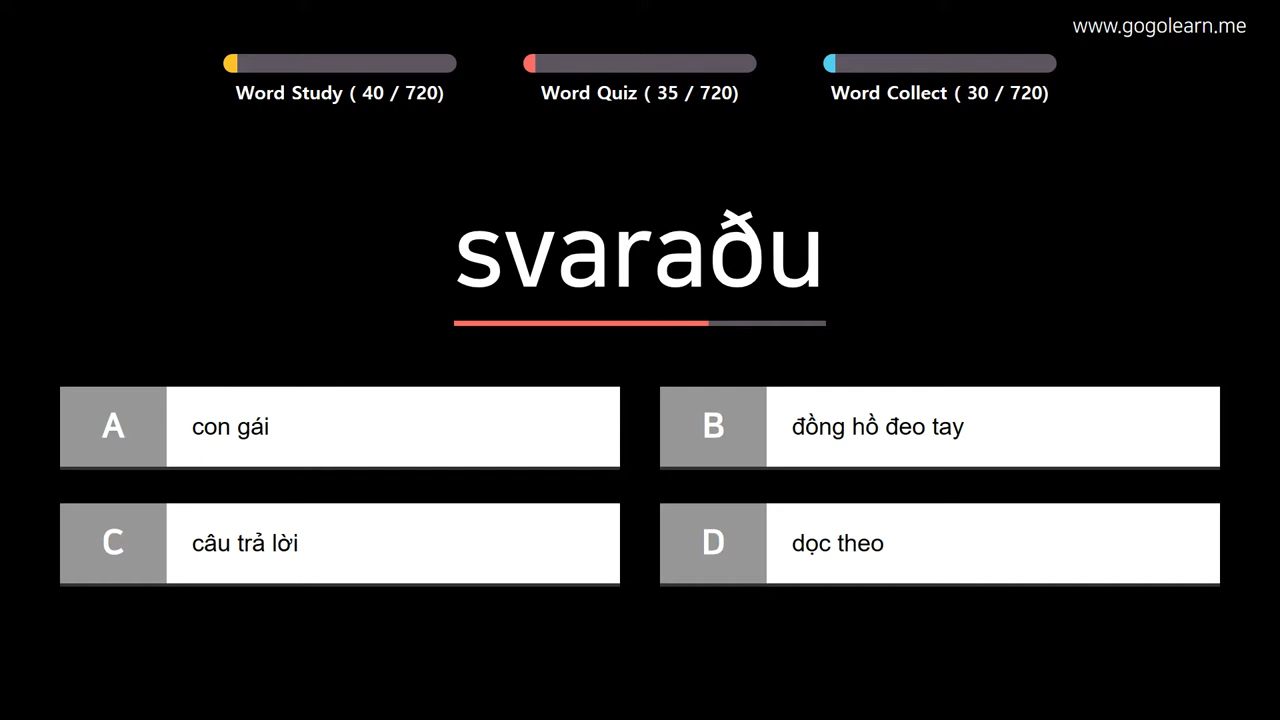 www.gogolearn.me
Word Study ( 40 / 720)
Word Quiz ( 35 / 720)
Word Collect ( 30 / 720)
svaraðu
A con gái
B đồng hồ đeo tay
C câu trả lời
D dọc theo